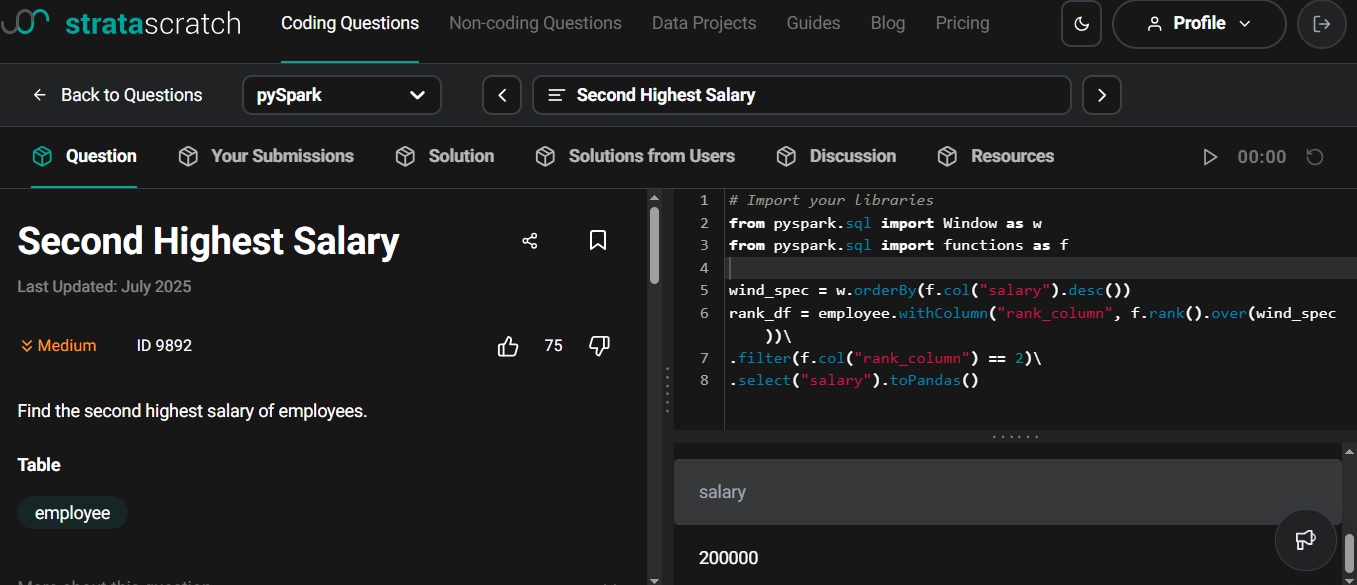 stratascratch
Coding Questions
Non-coding Questions
Data Projects
Guides
Blog
Pricing
Profile
Back to Questions
pySpark
Second Highest Salary
Question
Your Submissions
Solution
Solutions from Users
Discussion
Resources
00:00
Second Highest Salary
Last Updated: July 2025
Medium
ID 9892
75
Find the second highest salary of employees.
Table
employee
More about this question
1 # Import your libraries
2 from pyspark.sql import Window as w
3 from pyspark.sql import functions as f
4
5 wind_spec = w.orderBy(f.col("salary").desc())
6 rank_df = employee.withColumn("rank_column", f.rank().over(wind_spec
))\
7 .filter(f.col("rank_column") == 2)\
8 .select("salary").toPandas()
salary
200000